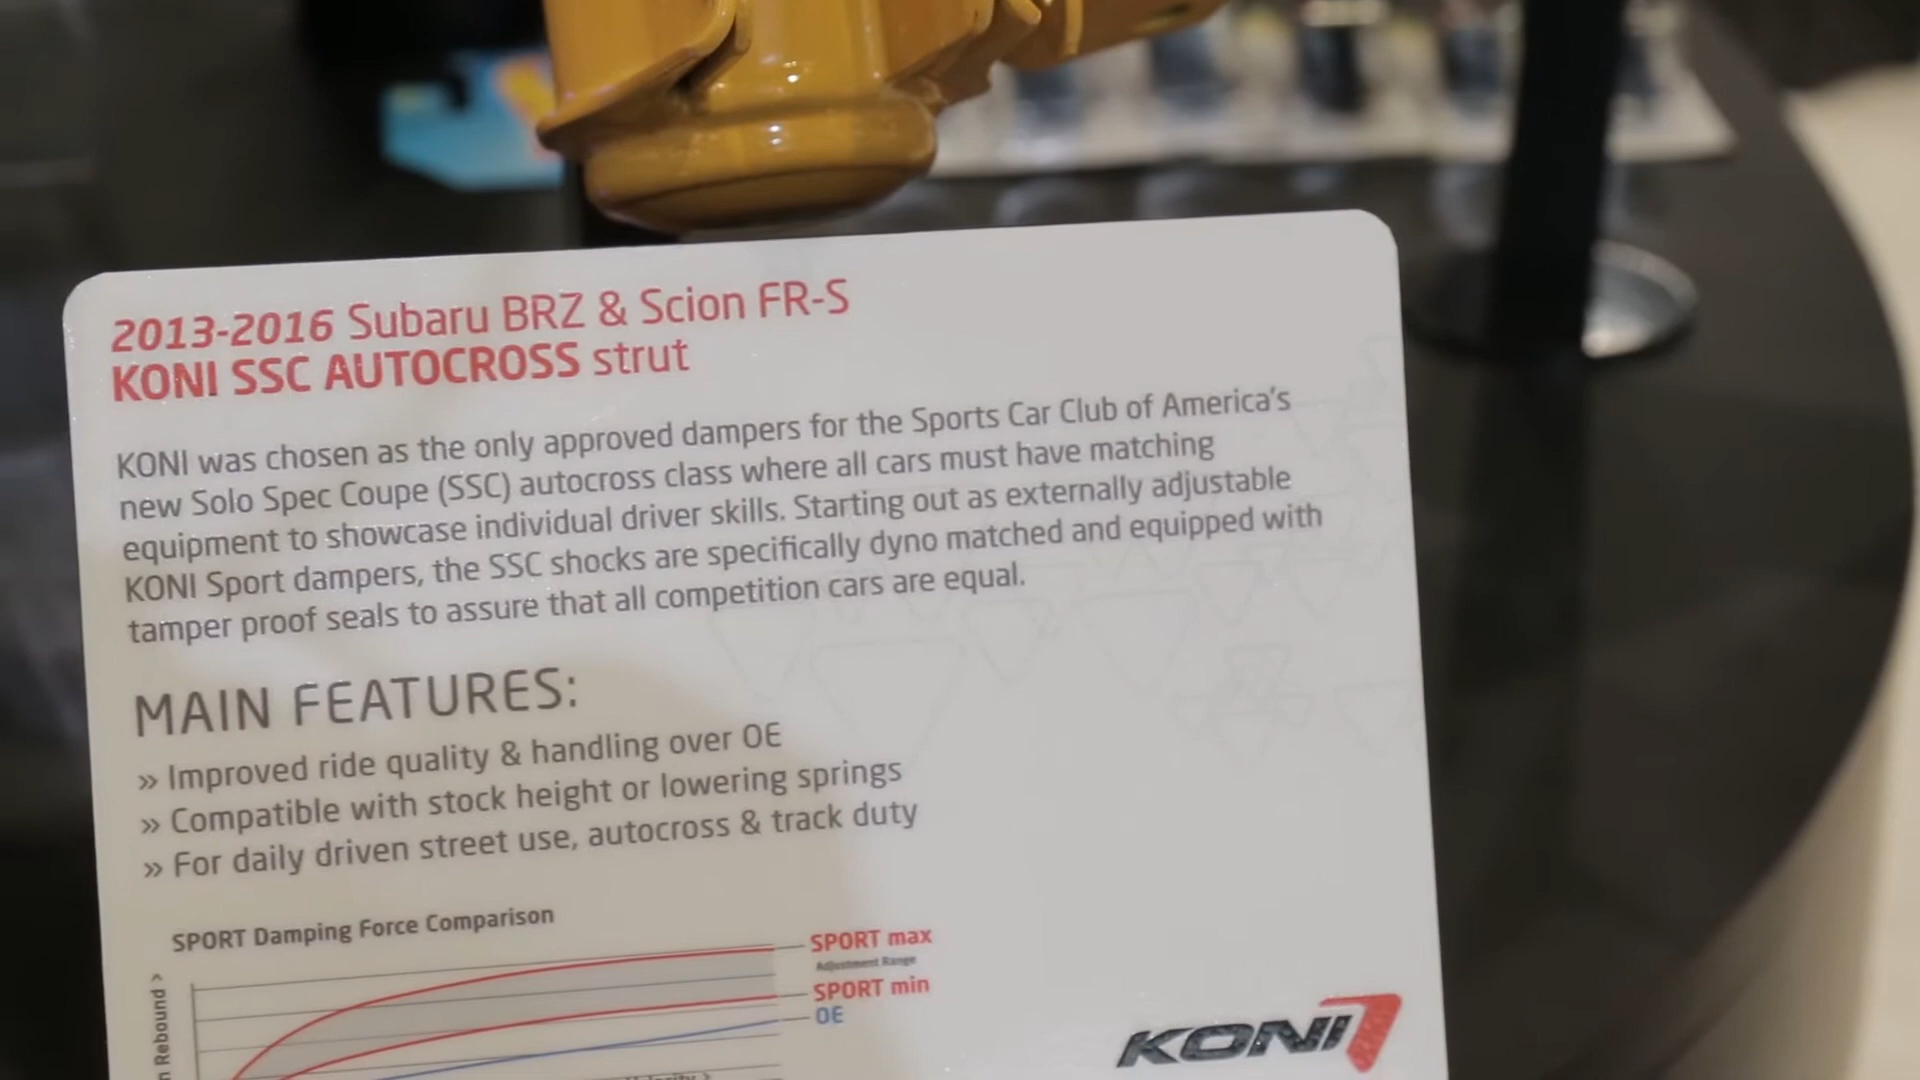 2013-2016 Subaru BRZ & Scion FR-S
KONI SSC AUTOCROSS strut
KONI was chosen as the only approved dampers for the Sports Car Club of America's
new Solo Spec Coupe (SSC) autocross class where all cars must have matching
equipment to showcase individual driver skills. Starting out as externally adjustable
KONI Sport dampers, the SSC shocks are specifically dyno matched and equipped with
tamper proof seals to assure that all competition cars are equal.
MAIN FEATURES:
» Improved ride quality & handling over OE
» Compatible with stock height or lowering springs
» For daily driven street use, autocross & track duty
SPORT Damping Force Comparison
SPORT max
Adjustment Range
SPORT min
OE
Rebound >
KONI